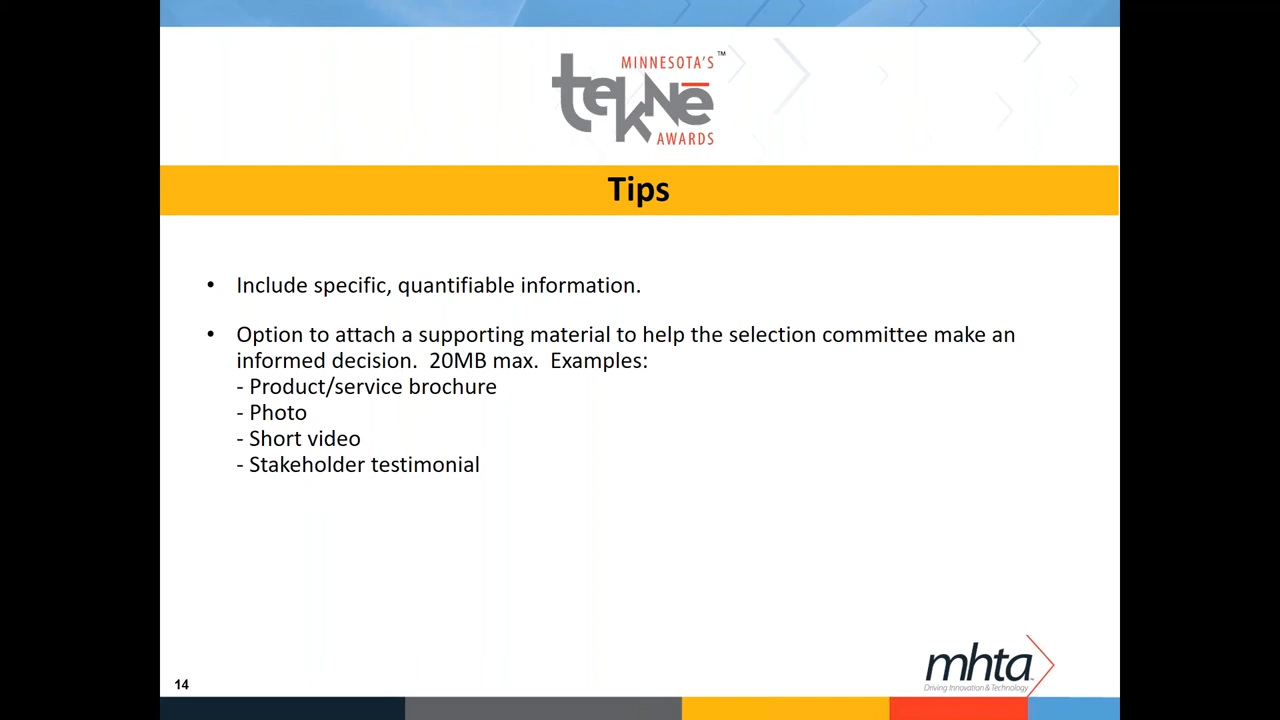 MINNESOTA'S™
tekne
AWARDS
Tips
• Include specific, quantifiable information.
• Option to attach a supporting material to help the selection committee make an
informed decision.  20MB max.  Examples:
- Product/service brochure
- Photo
- Short video
- Stakeholder testimonial
mhta
Driving Innovation & Technology
14